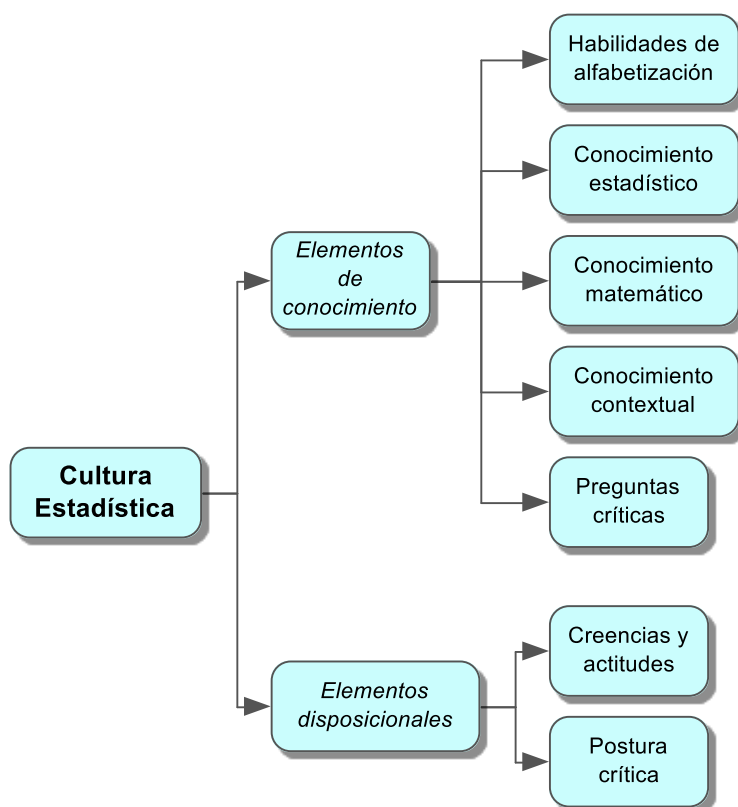 Habilidades de
alfabetización
Conocimiento
estadístico
Elementos
de
conocimiento
Conocimiento
matemático
Conocimiento
contextual
Cultura
Estadística
Preguntas
críticas
Creencias y
actitudes
Elementos
disposicionales
Postura
crítica